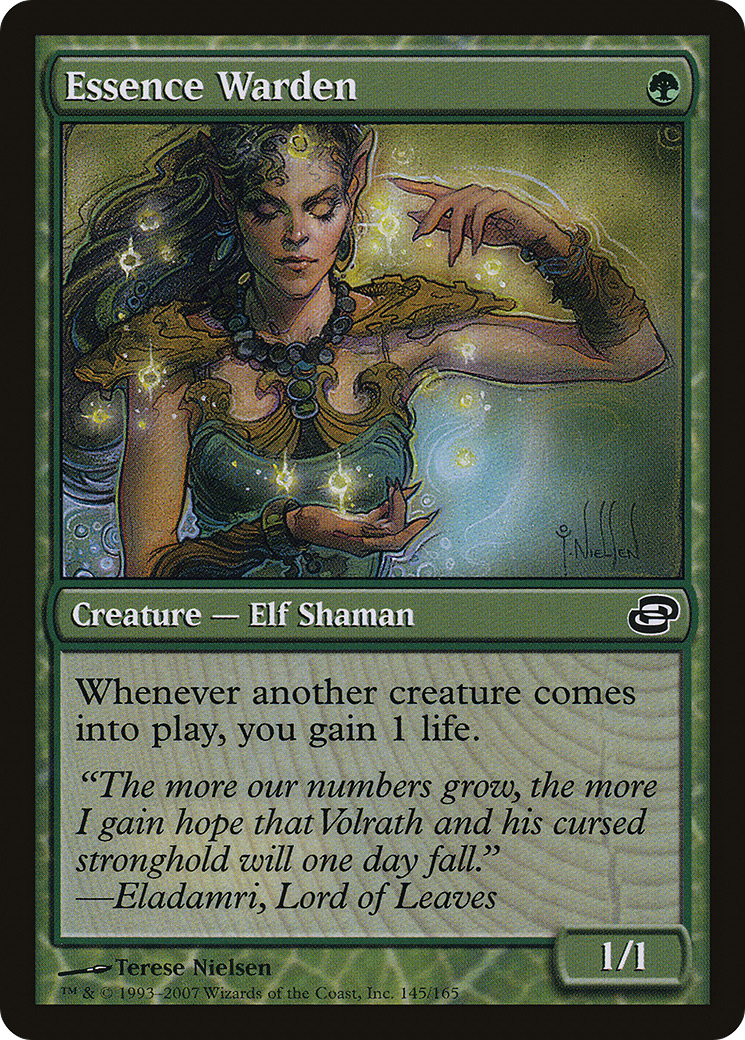 Essence Warden
T. NIELSEN
Creature — Elf Shaman
Whenever another creature comes
into play, you gain 1 life.
“The more our numbers grow, the more
I gain hope that Volrath and his cursed
stronghold will one day fall.”
—Eladamri, Lord of Leaves
1/1
Terese Nielsen
™ & © 1993–2007 Wizards of the Coast, Inc. 145/165